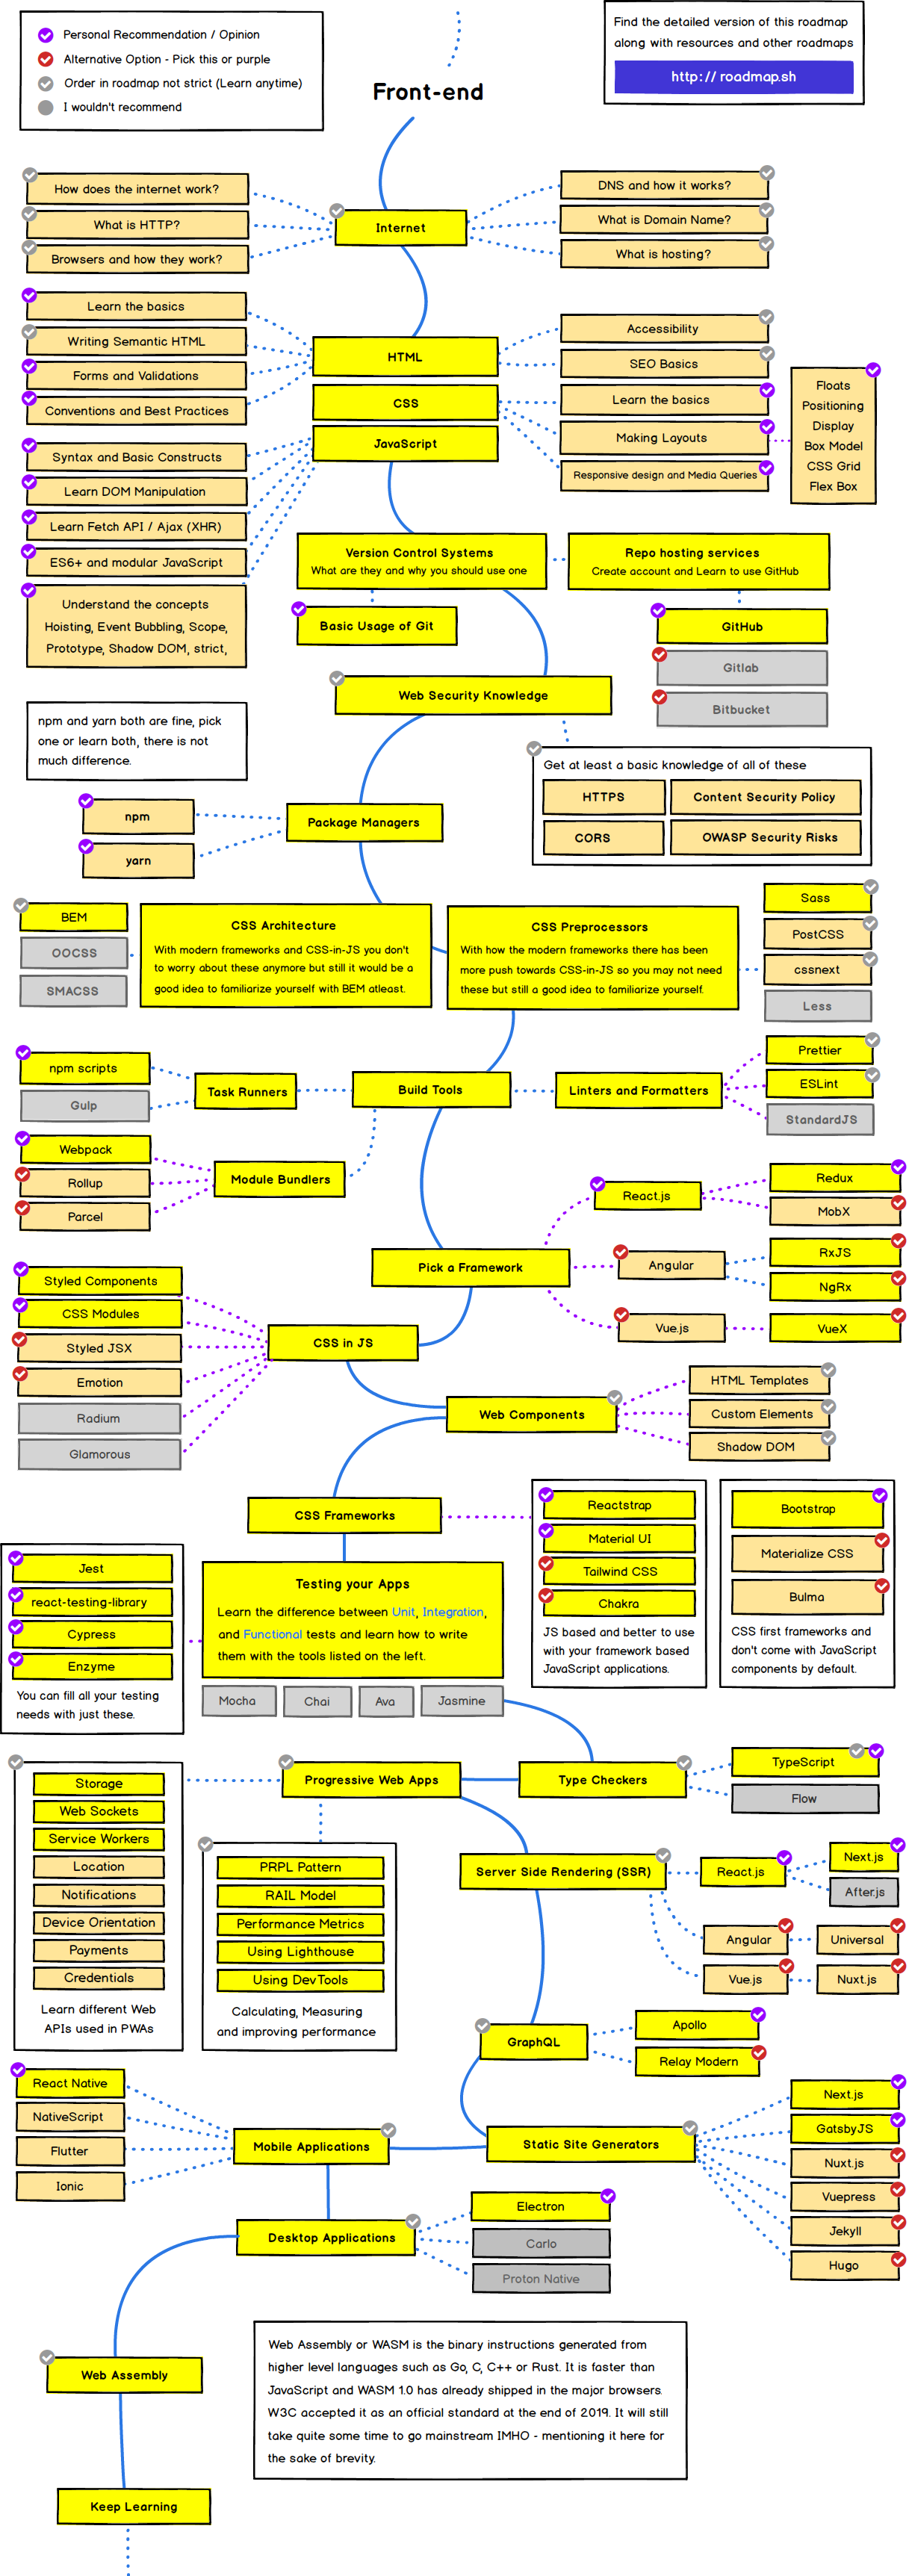 Personal Recommendation / Opinion
Alternative Option - Pick this or purple
Order in roadmap not strict (Learn anytime)
I wouldn't recommend
Find the detailed version of this roadmap
along with resources and other roadmaps
http: // roadmap.sh
Front-end
How does the internet work?
What is HTTP?
Browsers and how they work?
Internet
DNS and how it works?
What is Domain Name?
What is hosting?
Learn the basics
Writing Semantic HTML
Forms and Validations
Conventions and Best Practices
HTML
CSS
JavaScript
Accessibility
SEO Basics
Learn the basics
Making Layouts
Responsive design and Media Queries
Floats
Positioning
Display
Box Model
CSS Grid
Flex Box
Syntax and Basic Constructs
Learn DOM Manipulation
Learn Fetch API / Ajax (XHR)
ES6+ and modular JavaScript
Understand the concepts
Hoisting, Event Bubbling, Scope,
Prototype, Shadow DOM, strict,
Version Control Systems
What are they and why you should use one
Repo hosting services
Create account and Learn to use GitHub
Basic Usage of Git
GitHub
Gitlab
Bitbucket
Web Security Knowledge
npm and yarn both are fine, pick
one or learn both, there is not
much difference.
Get at least a basic knowledge of all of these
HTTPS
Content Security Policy
CORS
OWASP Security Risks
npm
yarn
Package Managers
BEM
OOCSS
SMACSS
CSS Architecture
With modern frameworks and CSS-in-JS you don't
to worry about these anymore but still it would be a
good idea to familiarize yourself with BEM atleast.
CSS Preprocessors
With how the modern frameworks there has been
more push towards CSS-in-JS so you may not need
these but still a good idea to familiarize yourself.
Sass
PostCSS
cssnext
Less
npm scripts
Gulp
Task Runners
Build Tools
Linters and Formatters
Prettier
ESLint
StandardJS
Webpack
Rollup
Parcel
Module Bundlers
Pick a Framework
React.js
Redux
MobX
Angular
RxJS
NgRx
Vue.js
VueX
Styled Components
CSS Modules
Styled JSX
Emotion
Radium
Glamorous
CSS in JS
Web Components
HTML Templates
Custom Elements
Shadow DOM
CSS Frameworks
Reactstrap
Material UI
Tailwind CSS
Chakra
JS based and better to use
with your framework based
JavaScript applications.
Bootstrap
Materialize CSS
Bulma
CSS first frameworks and
don't come with JavaScript
components by default.
Jest
react-testing-library
Cypress
Enzyme
You can fill all your testing
needs with just these.
Testing your Apps
Learn the difference between Unit, Integration,
and Functional tests and learn how to write
them with the tools listed on the left.
Mocha
Chai
Ava
Jasmine
Progressive Web Apps
Type Checkers
TypeScript
Flow
Storage
Web Sockets
Service Workers
Location
Notifications
Device Orientation
Payments
Credentials
Learn different Web
APIs used in PWAs
PRPL Pattern
RAIL Model
Performance Metrics
Using Lighthouse
Using DevTools
Calculating, Measuring
and improving performance
Server Side Rendering (SSR)
React.js
Next.js
After.js
Angular
Universal
Vue.js
Nuxt.js
GraphQL
Apollo
Relay Modern
React Native
NativeScript
Flutter
Ionic
Mobile Applications
Static Site Generators
Next.js
GatsbyJS
Nuxt.js
Vuepress
Jekyll
Hugo
Desktop Applications
Electron
Carlo
Proton Native
Web Assembly
Web Assembly or WASM is the binary instructions generated from
higher level languages such as Go, C, C++ or Rust. It is faster than
JavaScript and WASM 1.0 has already shipped in the major browsers.
W3C accepted it as an official standard at the end of 2019. It will still
take quite some time to go mainstream IMHO - mentioning it here for
the sake of brevity.
Keep Learning